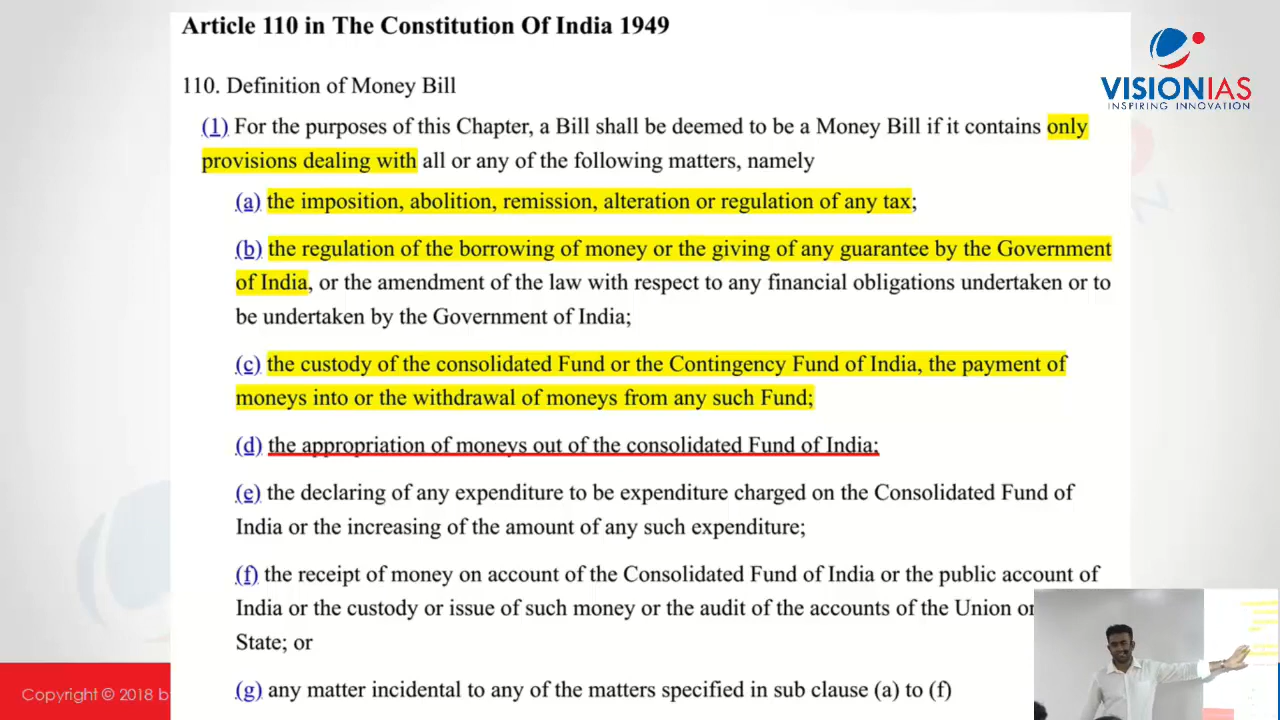 Article 110 in The Constitution Of India 1949
VISIONIAS
INSPIRING INNOVATION
110. Definition of Money Bill
(1) For the purposes of this Chapter, a Bill shall be deemed to be a Money Bill if it contains only
provisions dealing with all or any of the following matters, namely
(a) the imposition, abolition, remission, alteration or regulation of any tax;
(b) the regulation of the borrowing of money or the giving of any guarantee by the Government
of India, or the amendment of the law with respect to any financial obligations undertaken or to
be undertaken by the Government of India;
(c) the custody of the consolidated Fund or the Contingency Fund of India, the payment of
moneys into or the withdrawal of moneys from any such Fund;
(d) the appropriation of moneys out of the consolidated Fund of India;
(e) the declaring of any expenditure to be expenditure charged on the Consolidated Fund of
India or the increasing of the amount of any such expenditure;
(f) the receipt of money on account of the Consolidated Fund of India or the public account of
India or the custody or issue of such money or the audit of the accounts of the Union or
State; or
(g) any matter incidental to any of the matters specified in sub clause (a) to (f)
Copyright © 2018 b